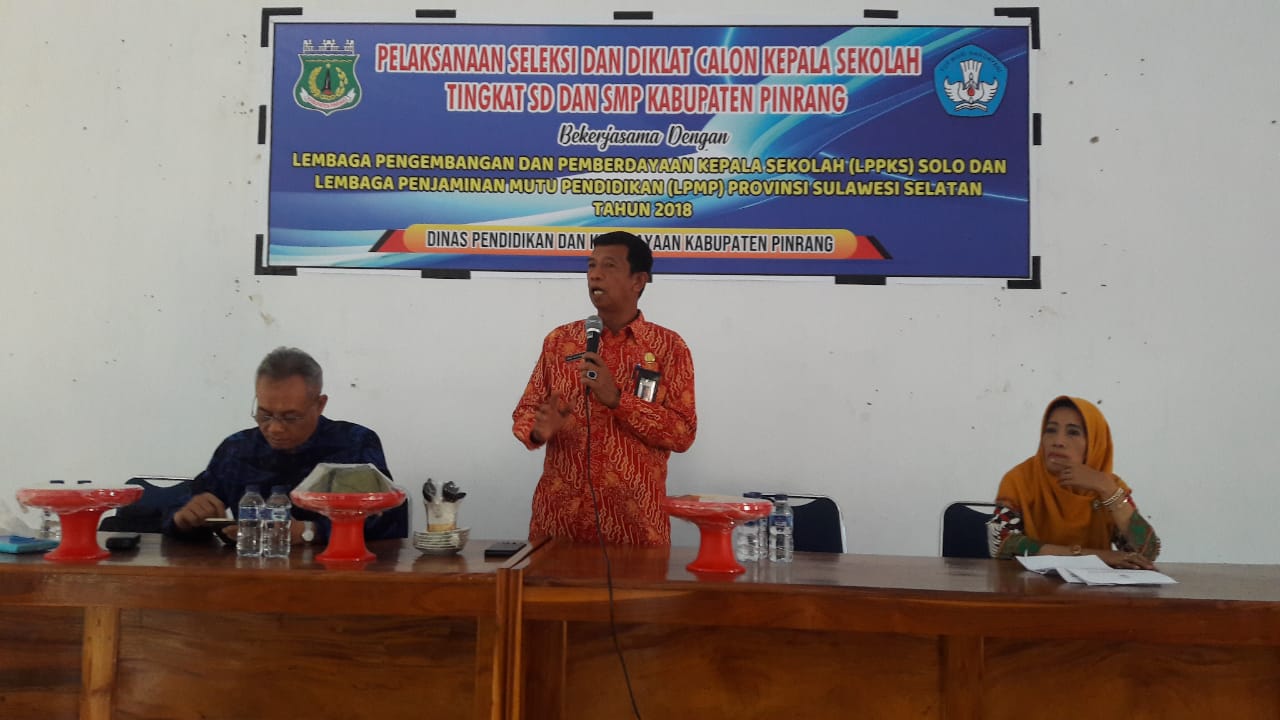 PELAKSANAAN SELEKSI DAN DIKLAT CALON KEPALA SEKOLAH
TINGKAT SD DAN SMP KABUPATEN PINRANG
Bekerjasama Dengan
LEMBAGA PENGEMBANGAN DAN PEMBERDAYAAN KEPALA SEKOLAH (LPPKS) SOLO DAN
LEMBAGA PENJAMINAN MUTU PENDIDIKAN (LPMP) PROVINSI SULAWESI SELATAN
TAHUN 2018
DINAS PENDIDIKAN DAN K AYAAN KABUPATEN PINRANG